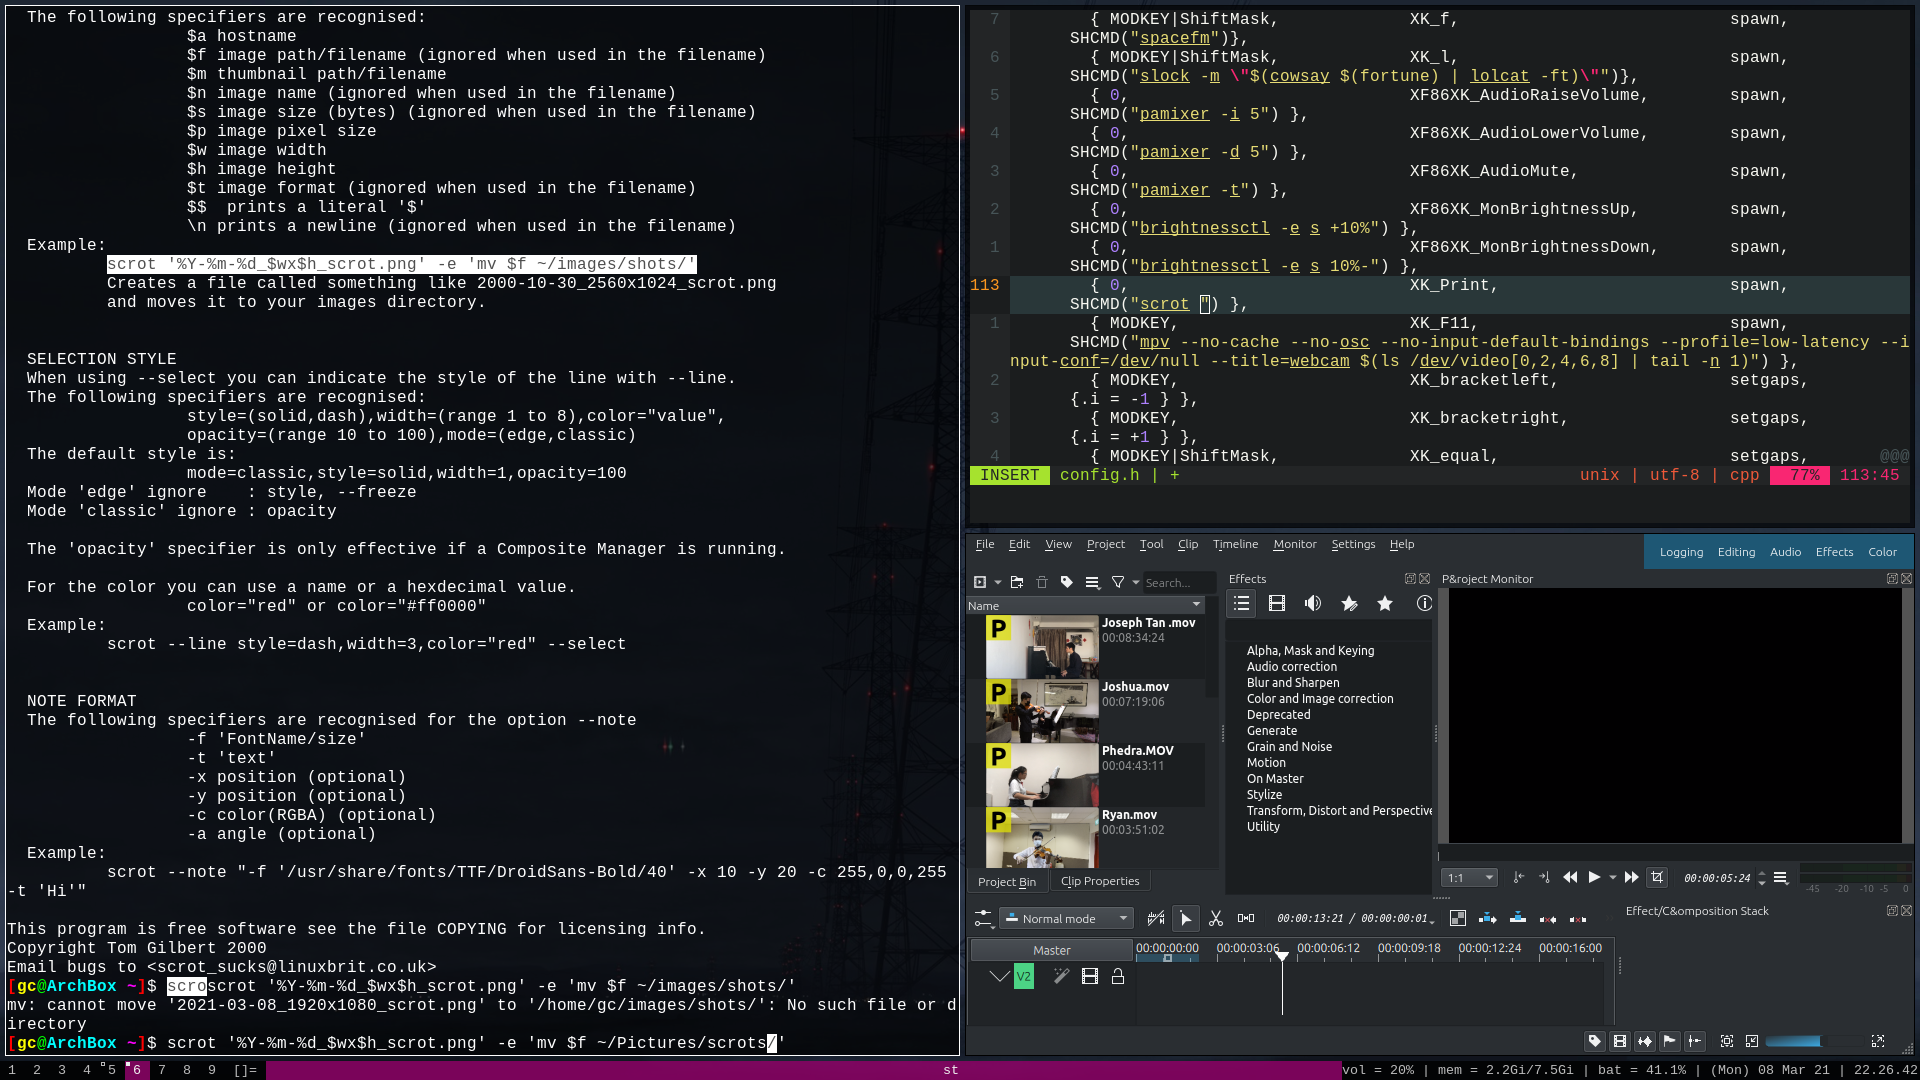 The following specifiers are recognised:
$a hostname
$f image path/filename (ignored when used in the filename)
$m thumbnail path/filename
$n image name (ignored when used in the filename)
$s image size (bytes) (ignored when used in the filename)
$p image pixel size
$w image width
$h image height
$t image format (ignored when used in the filename)
$$  prints a literal '$'
\n prints a newline (ignored when used in the filename)
Example:
scrot '%Y-%m-%d_$wx$h_scrot.png' -e 'mv $f ~/images/shots/'
Creates a file called something like 2000-10-30_2560x1024_scrot.png
and moves it to your images directory.
SELECTION STYLE
When using --select you can indicate the style of the line with --line.
The following specifiers are recognised:
style=(solid,dash),width=(range 1 to 8),color="value",
opacity=(range 10 to 100),mode=(edge,classic)
The default style is:
mode=classic,style=solid,width=1,opacity=100
Mode 'edge' ignore    : style, --freeze
Mode 'classic' ignore : opacity
The 'opacity' specifier is only effective if a Composite Manager is running.
For the color you can use a name or a hexdecimal value.
color="red" or color="#ff0000"
Example:
scrot --line style=dash,width=3,color="red" --select
NOTE FORMAT
The following specifiers are recognised for the option --note
-f 'FontName/size'
-t 'text'
-x position (optional)
-y position (optional)
-c color(RGBA) (optional)
-a angle (optional)
Example:
scrot --note "-f '/usr/share/fonts/TTF/DroidSans-Bold/40' -x 10 -y 20 -c 255,0,0,255
-t 'Hi'"
This program is free software see the file COPYING for licensing info.
Copyright Tom Gilbert 2000
Email bugs to <scrot_sucks@linuxbrit.co.uk>
[gc@ArchBox ~]$ scroscrot '%Y-%m-%d_$wx$h_scrot.png' -e 'mv $f ~/images/shots/'
mv: cannot move '2021-03-08_1920x1080_scrot.png' to '/home/gc/images/shots/': No such file or d
irectory
[gc@ArchBox ~]$ scrot '%Y-%m-%d_$wx$h_scrot.png' -e 'mv $f ~/Pictures/scrots/'
7 { MODKEY|ShiftMask, XK_f, spawn,
SHCMD("spacefm")},
6 { MODKEY|ShiftMask, XK_l, spawn,
SHCMD("slock -m \"$(cowsay $(fortune) | lolcat -ft)\"")},
5 { 0, XF86XK_AudioRaiseVolume, spawn,
SHCMD("pamixer -i 5") },
4 { 0, XF86XK_AudioLowerVolume, spawn,
SHCMD("pamixer -d 5") },
3 { 0, XF86XK_AudioMute, spawn,
SHCMD("pamixer -t") },
2 { 0, XF86XK_MonBrightnessUp, spawn,
SHCMD("brightnessctl -e s +10%") },
1 { 0, XF86XK_MonBrightnessDown, spawn,
SHCMD("brightnessctl -e s 10%-") },
113 { 0, XK_Print, spawn,
SHCMD("scrot ") },
1 { MODKEY, XK_F11, spawn,
SHCMD("mpv --no-cache --no-osc --no-input-default-bindings --profile=low-latency --i
nput-conf=/dev/null --title=webcam $(ls /dev/video[0,2,4,6,8] | tail -n 1)") },
2 { MODKEY, XK_bracketleft, setgaps,
{.i = -1 } },
3 { MODKEY, XK_bracketright, setgaps,
{.i = +1 } },
4 { MODKEY|ShiftMask, XK_equal, setgaps, @@@
INSERT config.h | + unix | utf-8 | cpp 77% 113:45
File Edit View Project Tool Clip Timeline Monitor Settings Help
Logging Editing Audio Effects Color
Search...
Name
P
Joseph Tan .mov
00:08:34:24
P
Joshua.mov
00:07:19:06
P
Phedra.MOV
00:04:43:11
P
Ryan.mov
00:03:51:02
Project Bin Clip Properties
Effects
Alpha, Mask and Keying
Audio correction
Blur and Sharpen
Color and Image correction
Deprecated
Generate
Grain and Noise
Motion
On Master
Stylize
Transform, Distort and Perspective
Utility
P&roject Monitor
1:1 00:00:05:24 -45 -20 -10 -5 0
Normal mode 00:00:13:21 / 00:00:00:01
Effect/C&omposition Stack
Master 00:00:00:00 00:00:03:06 00:00:06:12 00:00:09:18 00:00:12:24 00:00:16:00
V2
1 2 3 4 5 6 7 8 9 []= st vol = 20% | mem = 2.2Gi/7.5Gi | bat = 41.1% | (Mon) 08 Mar 21 | 22.26.42